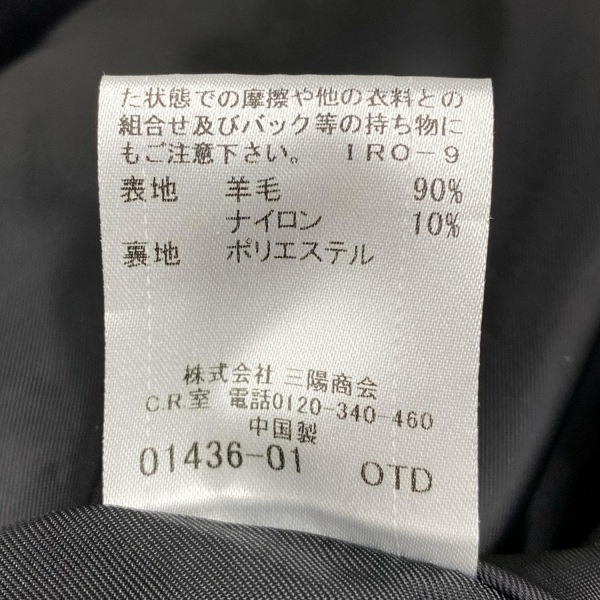 た状態での摩擦や他の衣料との
組合せ及びバック等の持ち物に
もご注意下さい。 IRO-9
表地 羊毛 90%
ナイロン 10%
裏地 ポリエステル
株式会社 三陽商会
C.R.室 電話0120-340-460
中国製
01436-01 OTD